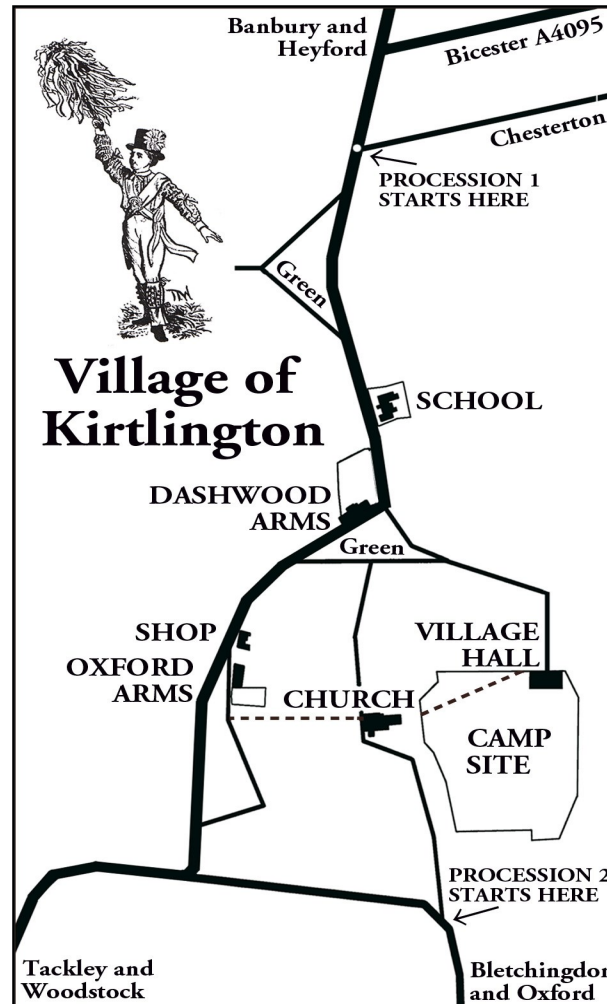 Banbury and
Heyford
Bicester A4095
Chesterton
PROCESSION 1
STARTS HERE
Green
Village of
Kirtlington
SCHOOL
DASHWOOD
ARMS
Green
SHOP
VILLAGE
HALL
OXFORD
ARMS
CHURCH
CAMP
SITE
PROCESSION 2
STARTS HERE
Tackley and
Woodstock
Bletchingdon
and Oxford